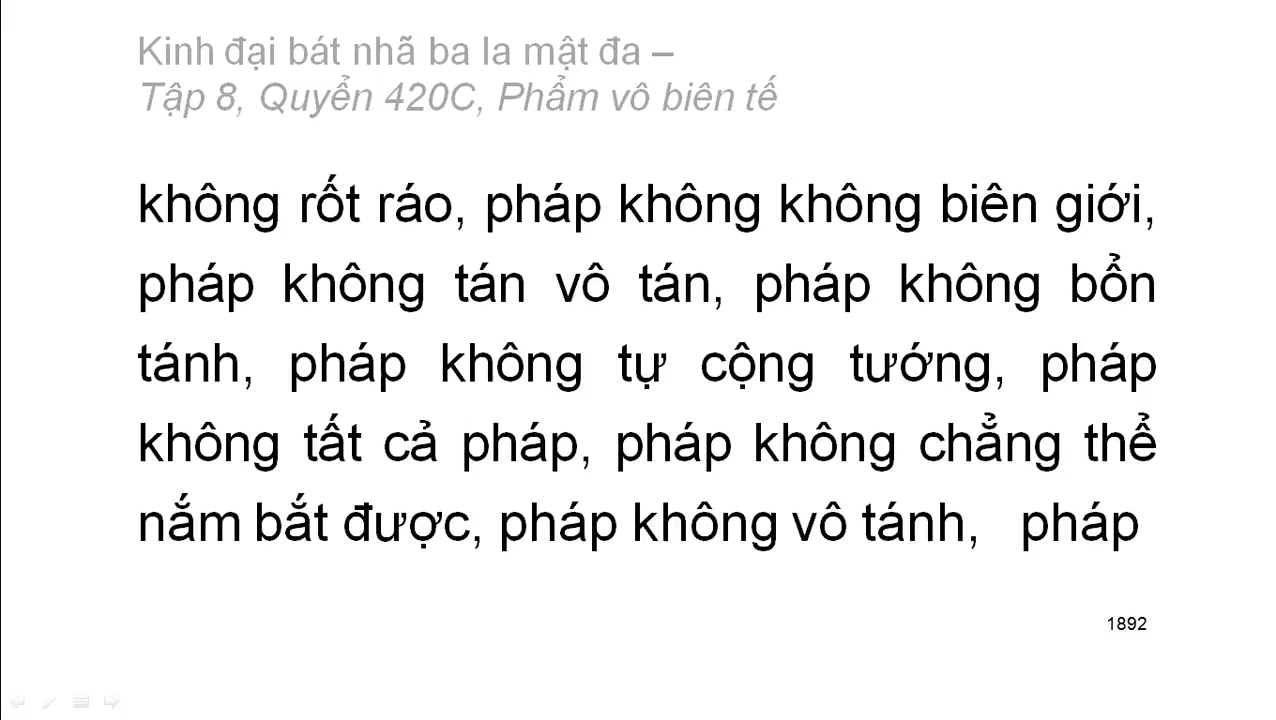 Kinh đại bát nhã ba la mật đa –
Tập 8, Quyển 420C, Phẩm vô biên tế
không rốt ráo, pháp không không biên giới,
pháp không tán vô tán, pháp không bổn
tánh, pháp không tự cộng tướng, pháp
không tất cả pháp, pháp không chẳng thể
nắm bắt được, pháp không vô tánh, pháp
1892